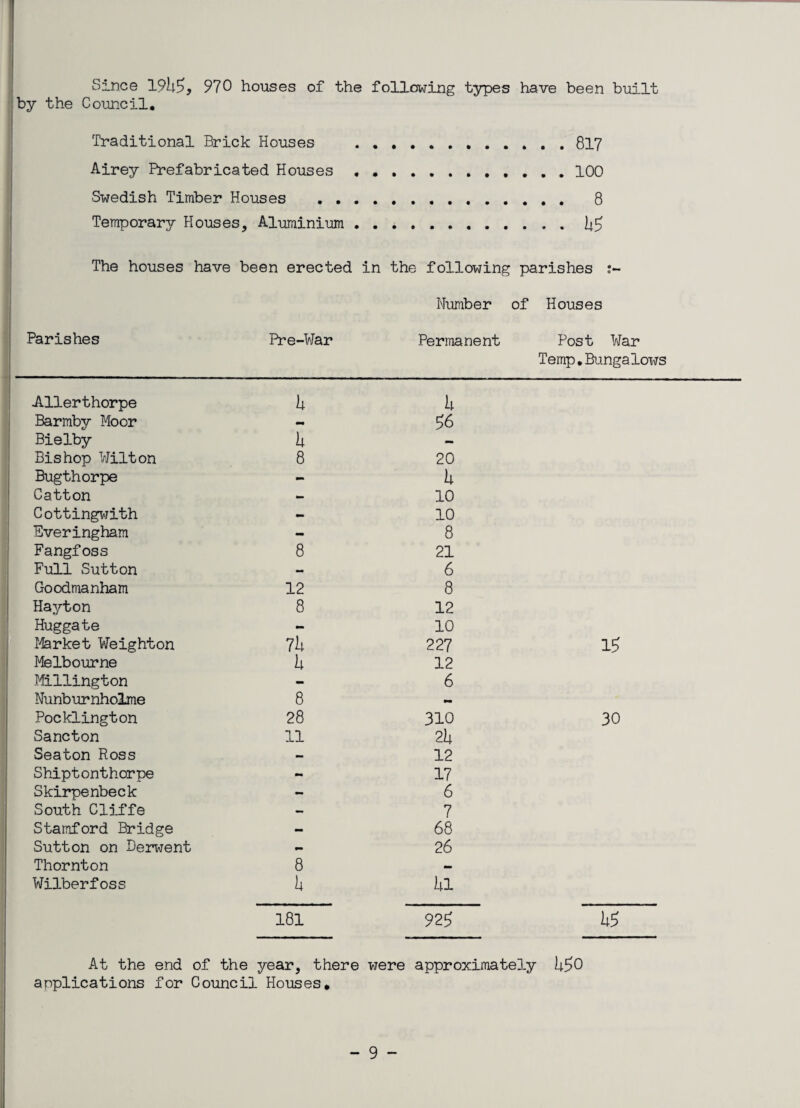 Since 1945, 970 houses of the following types have been built
by the Council.
Traditional Brick Houses . . . . . . . . . . . . 817
Airey Prefabricated Houses . . . . . . . . . . . . 100
Swedish Timber Houses . . . . . . . . . . . . . . 8
Temporary Houses, Aluminium . . . . . . . . . . . . 45
The houses have been erected in the following parishes :-
Number of Houses
Parishes Pre-War Permanent Post War
Temp.Bungalows
Allerthorpe 4 4
Barmby Moor - 56
Bielby 4 -
Bishop Wilton 8 20
Bugthorpe - 4
Catton - 10
Cottingwith - 10
Everingham - 8
Fangfoss 8 21
Full Sutton - 6
Goodmanham 12 8
Hayton 8 12
Huggate - 10
Market Weighton 74 227 15
Melbourne 4 12
Millington - 6
Nunburnholme 8 -
Pocklington 28 310 30
Sancton 11 24
Seaton Ross - 12
Shiptonthorpe - 17
Skirpenbeck - 6
South Cliffe - 7
Stamford Bridge - 68
Sutton on Derwent - 26
Thornton 8 -
Wilberfoss 4 41
181 925 45
At the end of the year, there were approximately 450
applications for Council Houses.
- 9 -